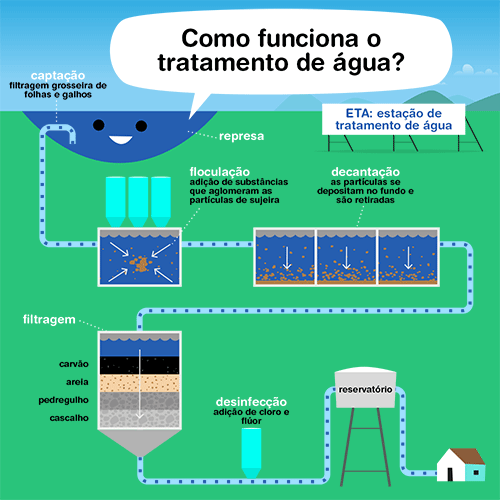 Como funciona o
tratamento de água?
captação
filtragem grosseira de
folhas e galhos
represa
ETA: estação de
tratamento de água
floculação
adição de substâncias
que aglomeram as
partículas de sujeira
decantação
as partículas se
depositam no fundo e
são retiradas
filtragem
carvão
areia
pedregulho
cascalho
desinfecção
adição de cloro e
flúor
reservatório